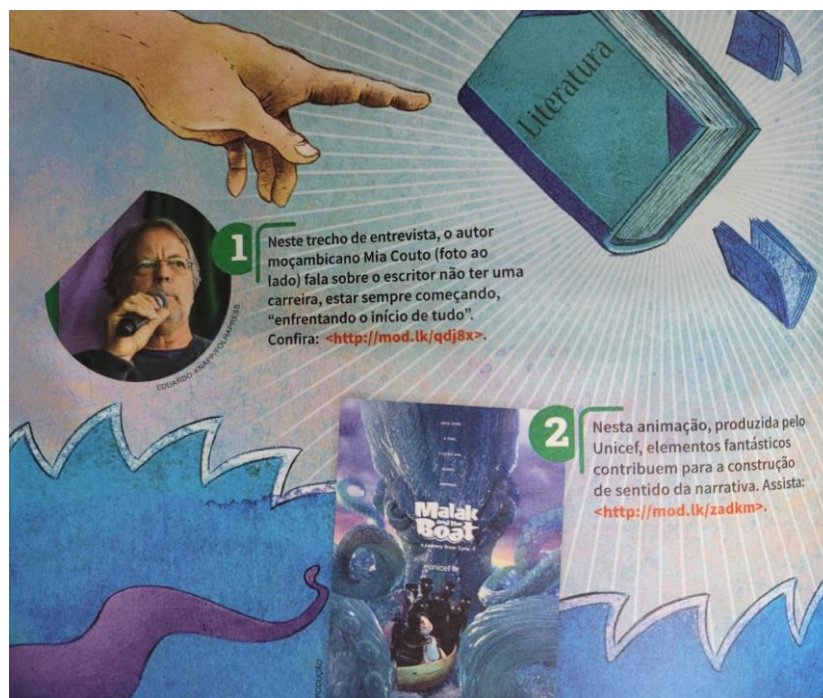 Literatura
1
Neste trecho de entrevista, o autor
moçambicano Mia Couto (foto ao
lado) fala sobre o escritor não ter uma
carreira, estar sempre começando,
“enfrentando o início de tudo”.
Confira: <http://mod.lk/qdj8x>.
EDUARDO KNAPP/FOLHAPRESS
2
Nesta animação, produzida pelo
Unicef, elementos fantásticos
contribuem para a construção
de sentido da narrativa. Assista:
<http://mod.lk/zadkm>.
Malak
and the
Boat
a journey from Syria
unicef